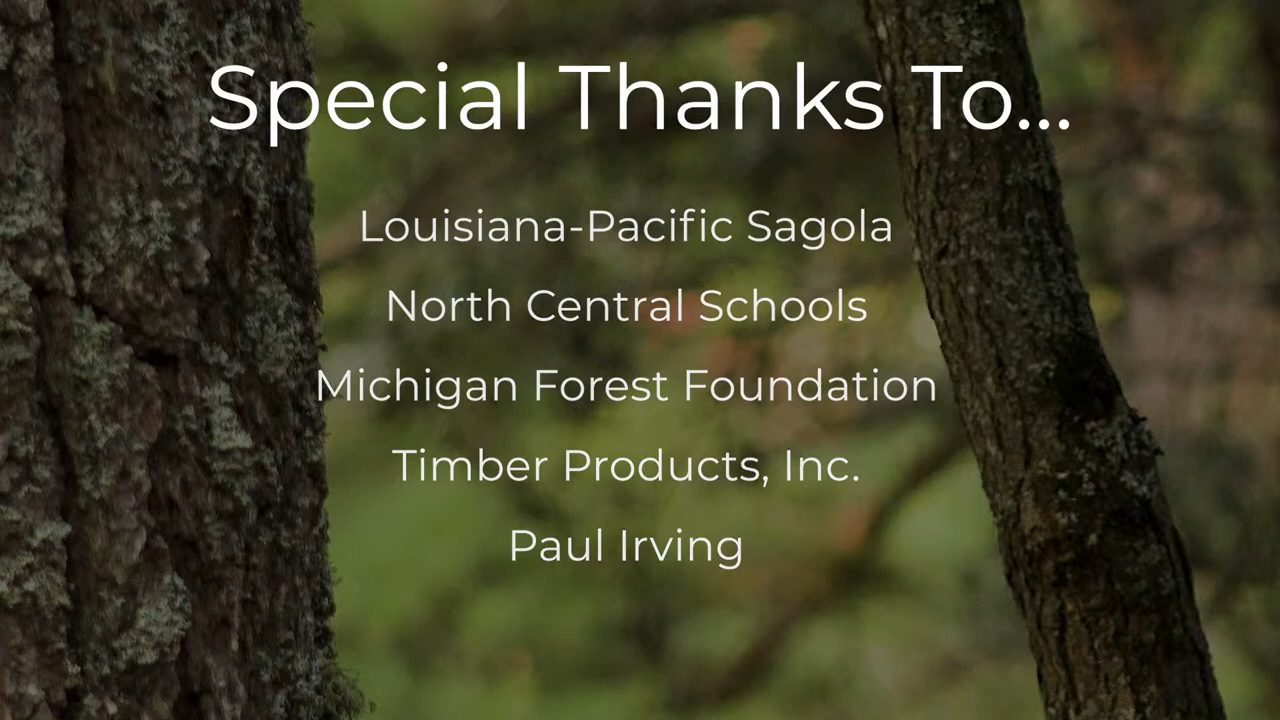 Special Thanks To...
Louisiana-Pacific Sagola
North Central Schools
Michigan Forest Foundation
Timber Products, Inc.
Paul Irving